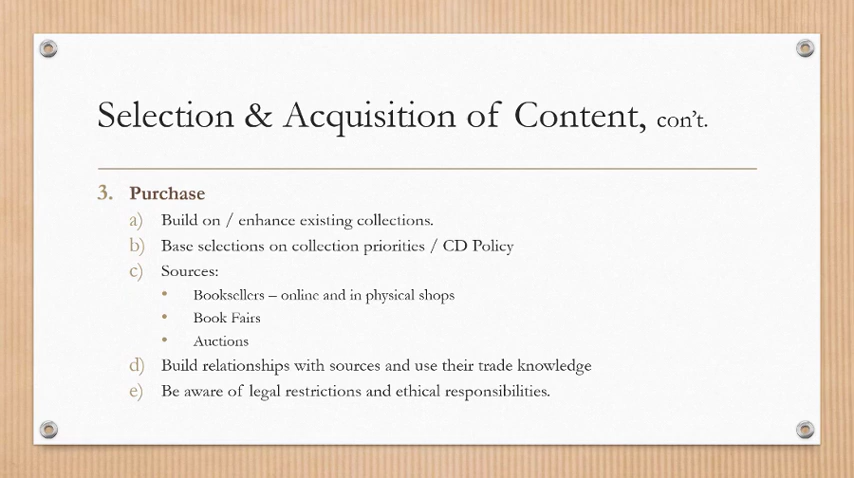 Selection & Acquisition of Content, con’t.
3. Purchase
a) Build on / enhance existing collections.
b) Base selections on collection priorities / CD Policy
c) Sources:
• Booksellers – online and in physical shops
• Book Fairs
• Auctions
d) Build relationships with sources and use their trade knowledge
e) Be aware of legal restrictions and ethical responsibilities.